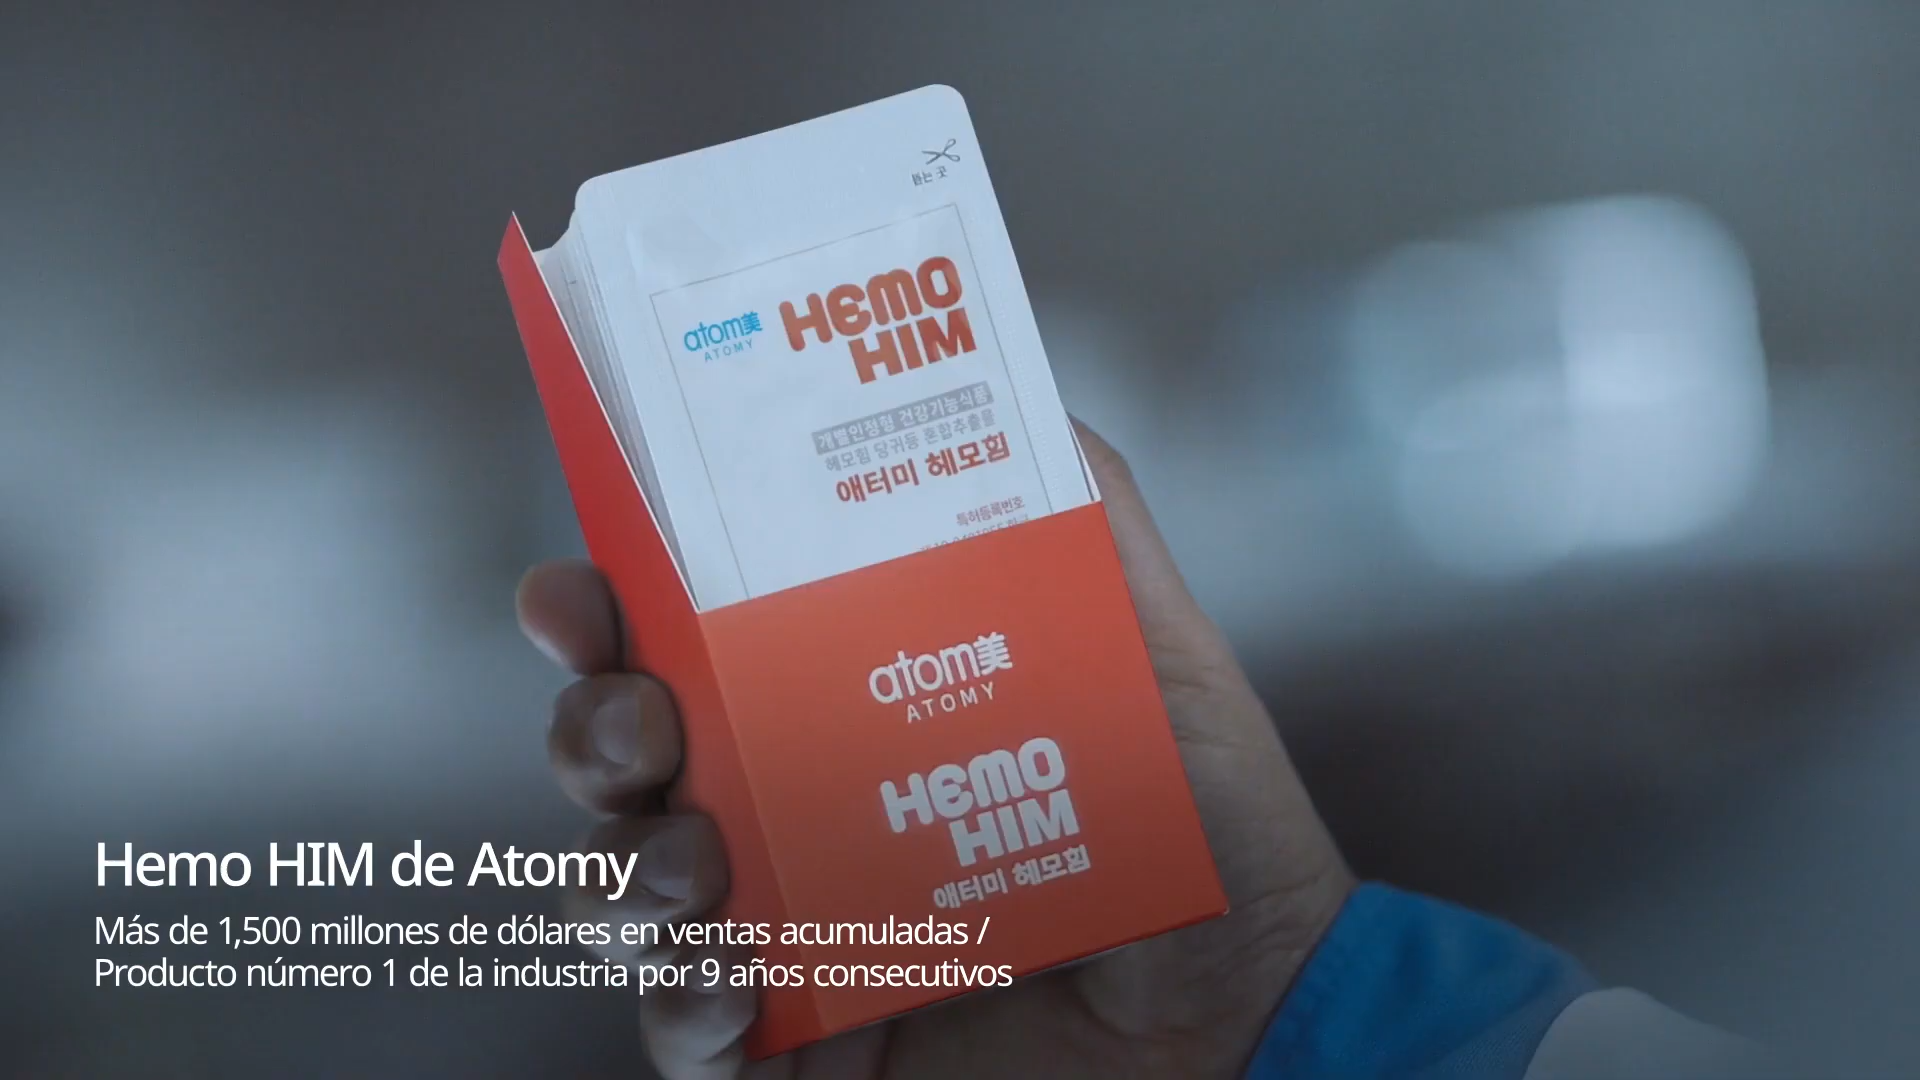 뜯는 곳
atom美
ATOMY
HEMO
HIM
개별인정형 건강기능식품
헤모힘 당귀등 혼합추출물
애터미 헤모힘
특허등록번호
atom美
ATOMY
HEMO
HIM
애터미 헤모힘
Hemo HIM de Atomy
Más de 1,500 millones de dólares en ventas acumuladas /
Producto número 1 de la industria por 9 años consecutivos